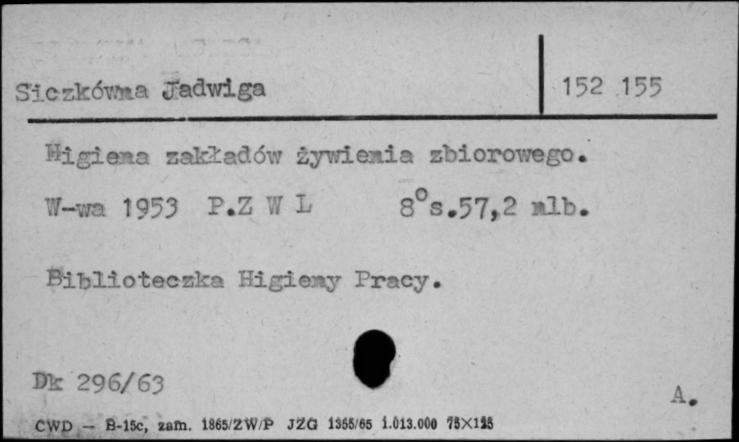 Siczkówna Jadwiga 152 155
Higiena zakładów żywienia zbiorowego.
W-wa 1953 P.Z W L 8°s.57,2 nlb.
Biblioteczka Higieny Pracy.
Dk 296/63
A.
CWD — B-15c, zam. 1865/ZW/P JZG 1355/65 1.013.000 75×125